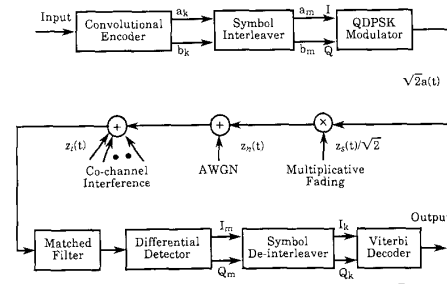 Input
Convolutional
Encoder
a_k
b_k
Symbol
Interleaver
a_m
b_m
I
Q
QDPSK
Modulator
√2a(t)
z_i(t)
+
Co-channel
Interference
+
AWGN
z_n(t)
×
Multiplicative
Fading
z_s(t)/√2
Matched
Filter
Differential
Detector
I_m
Q_m
Symbol
De-interleaver
I_k
Q_k
Viterbi
Decoder
Output